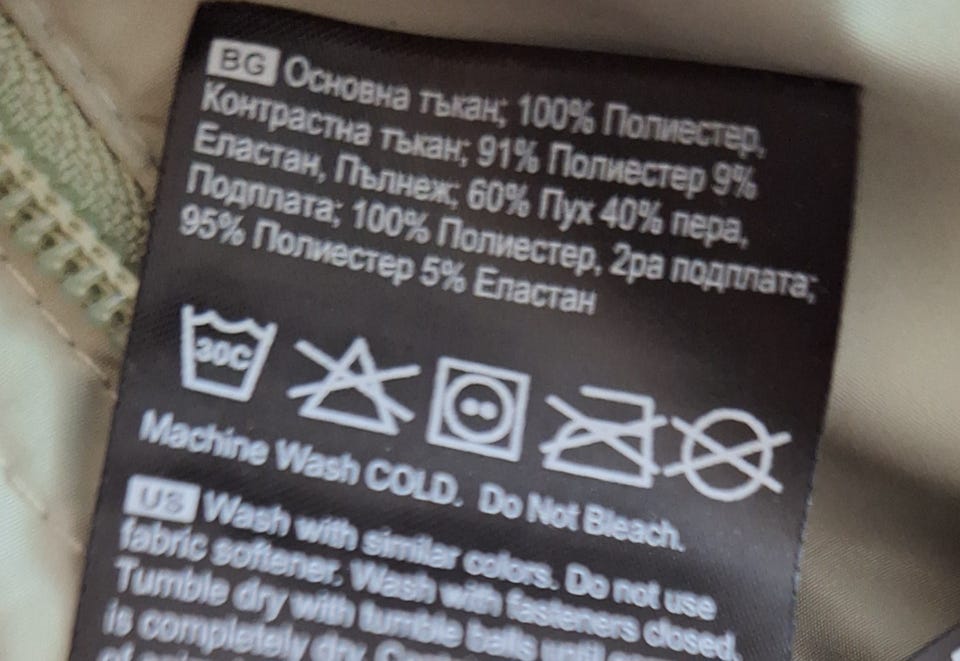 BG Основна тъкан; 100% Полиестер,
Контрастна тъкан; 91% Полиестер 9%
Еластан, Пълнеж; 60% Пух 40% пера,
Подплата; 100% Полиестер, 2ра подплата;
95% Полиестер 5% Еластан
30C
Machine Wash COLD. Do Not Bleach.
US Wash with similar colors. Do not use
fabric softener. Wash with fasteners closed.
Tumble dry with tumble balls until
is completely dry.